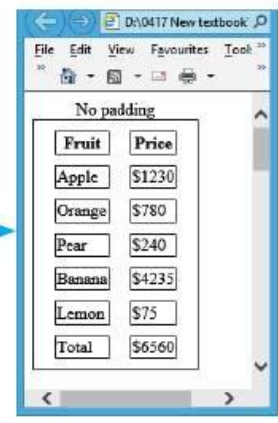 D:\0417 New textbook
File Edit View Favourites Tools
No padding
Fruit Price
Apple $1230
Orange $780
Pear $240
Banana $4235
Lemon $75
Total $6560